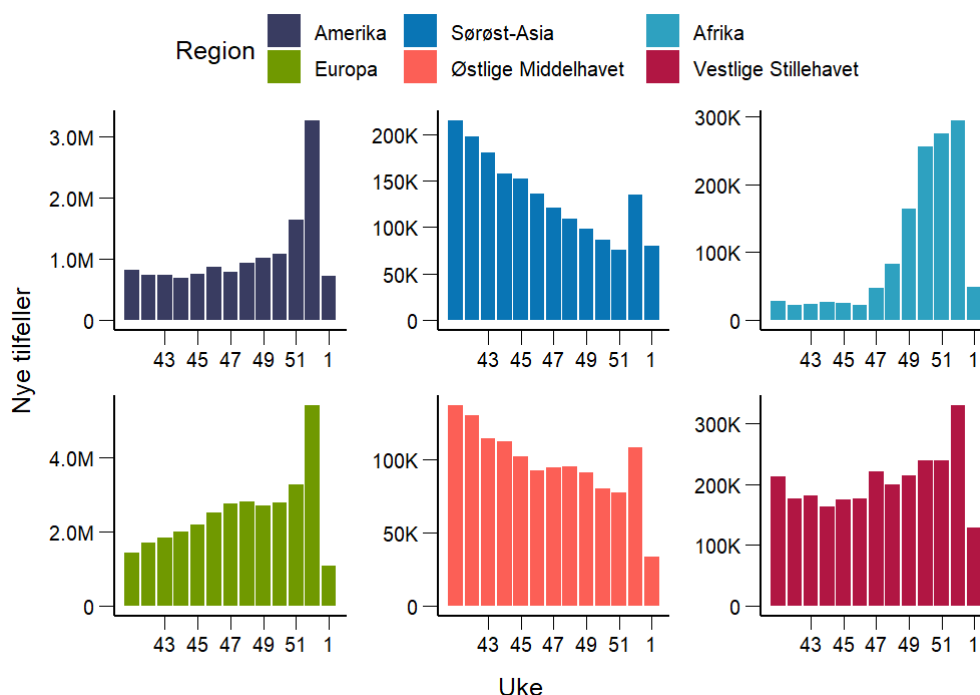 Region
Amerika
Sørøst-Asia
Afrika
Europa
Østlige Middelhavet
Vestlige Stillehavet
Nye tilfeller
3.0M
2.0M
1.0M
0
43 45 47 49 51 1
200K
150K
100K
50K
0
43 45 47 49 51 1
300K
200K
100K
0
43 45 47 49 51 1
4.0M
2.0M
0
43 45 47 49 51 1
100K
50K
0
43 45 47 49 51 1
300K
200K
100K
0
43 45 47 49 51 1
Uke